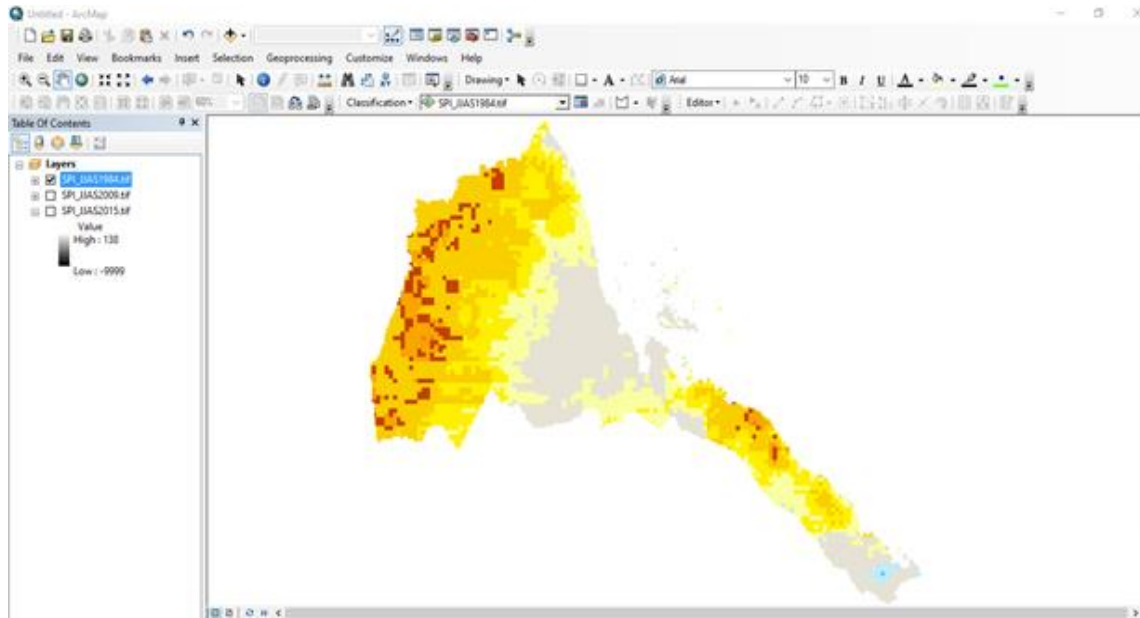 Untitled - ArcMap
File Edit View Bookmarks Insert Selection Geoprocessing Customize Windows Help
Drawing A Arial 10 B I U A
60% Classification SPI_JJAS1984.tif Editor
Table Of Contents
Layers
SPI_JJAS1984.tif
SPI_JJAS2009.tif
SPI_JJAS2015.tif
Value
High : 138
Low : -9999